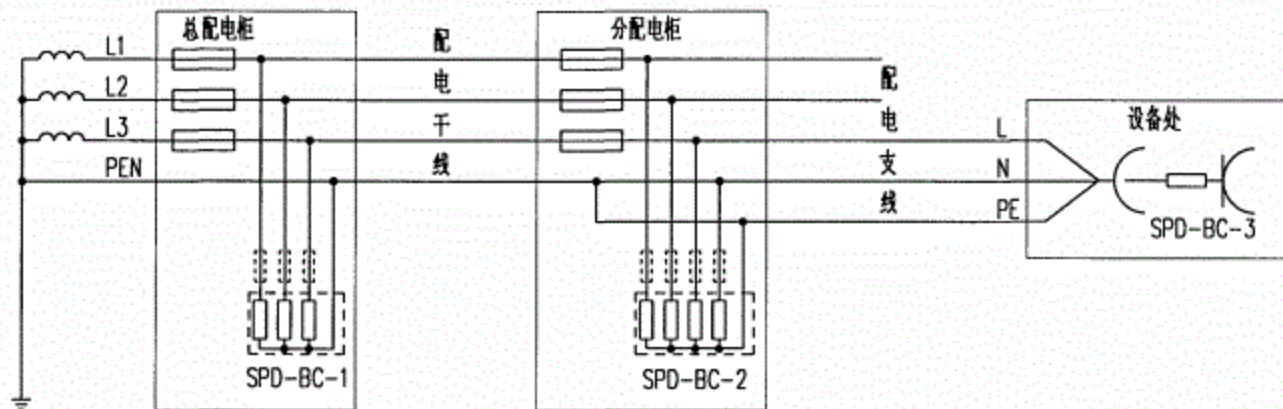 总配电柜
分配电柜
L1
L2
L3
PEN
配电干线
配电支线
L
N
PE
设备处
SPD-BC-1
SPD-BC-2
SPD-BC-3